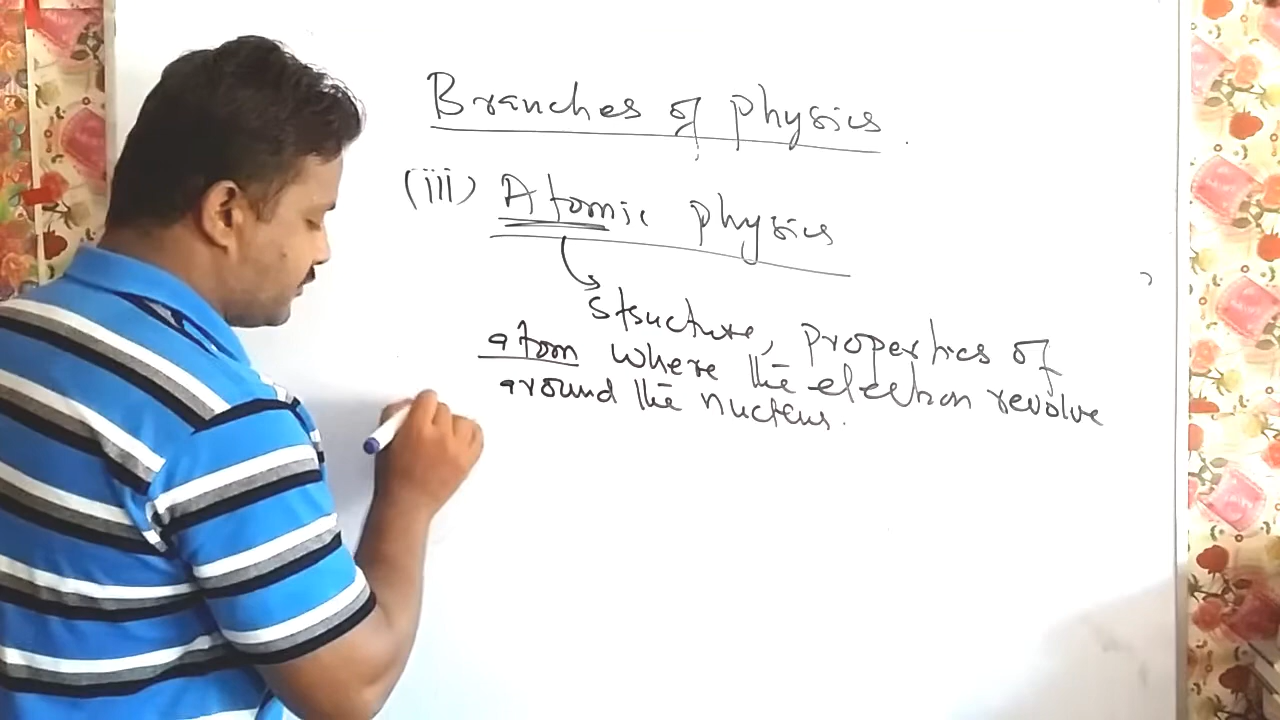 Branches of physics
(iii) Atomic physics
structure, properties of
atom where the electron revolve
around the nucleus.